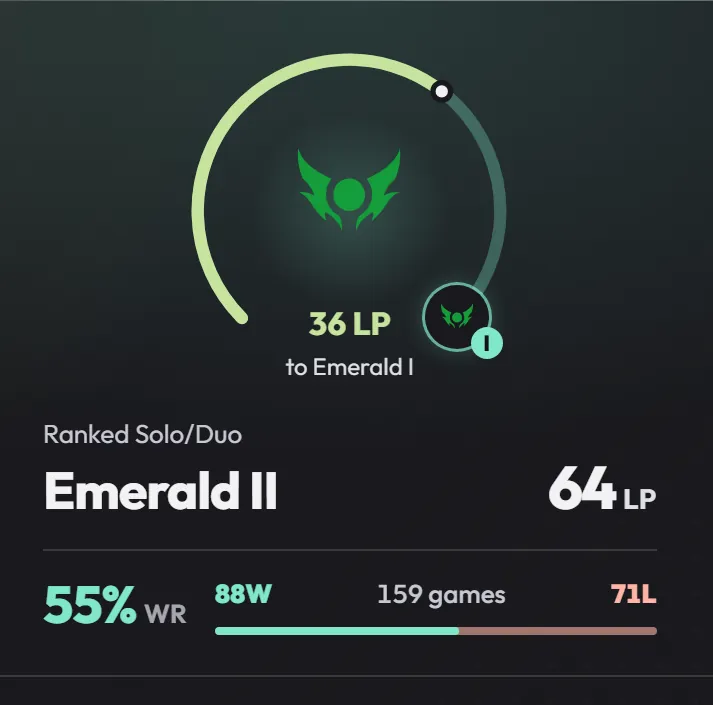 36 LP
I
to Emerald I
Ranked Solo/Duo
Emerald II 64 LP
55% WR 88W 159 games 71L